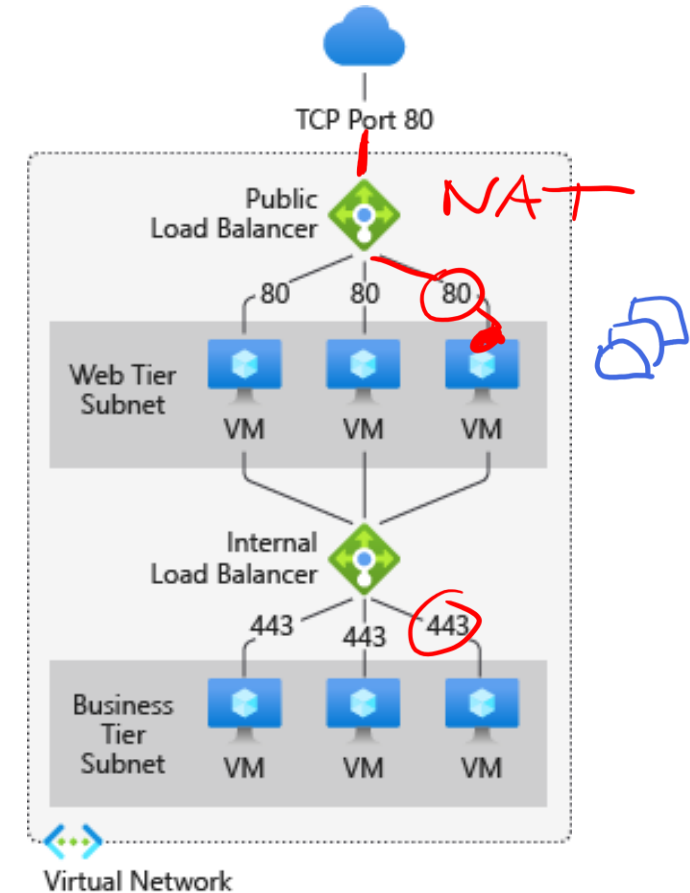 TCP Port 80
Public
Load Balancer
NAT
80 80 80
Web Tier
Subnet
VM VM VM
Internal
Load Balancer
443 443 443
Business
Tier
Subnet
VM VM VM
Virtual Network